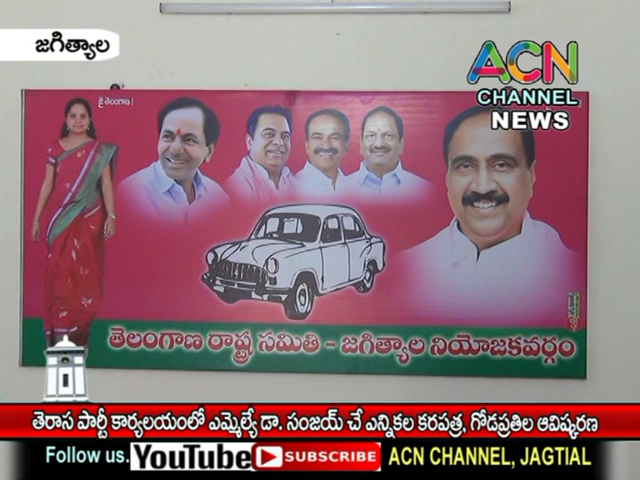 జగిత్యాల
ACN
CHANNEL
NEWS
జై తెలంగాణ!
తెలంగాణ రాష్ట్ర సమితి - జగిత్యాల నియోజకవర్గం
తెరాస పార్టీ కార్యలయంలో ఎమ్మెల్యే డా. సంజయ్ చే ఎన్నికల కరపత్ర, గోడప్రతిల ఆవిష్కరణ
Follow us. YouTube SUBSCRIBE ACN CHANNEL, JAGTIAL